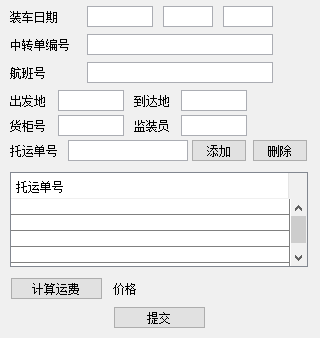 装车日期
中转单编号
航班号
出发地 到达地
货柜号 监装员
托运单号 添加 删除
托运单号
计算运费 价格
提交